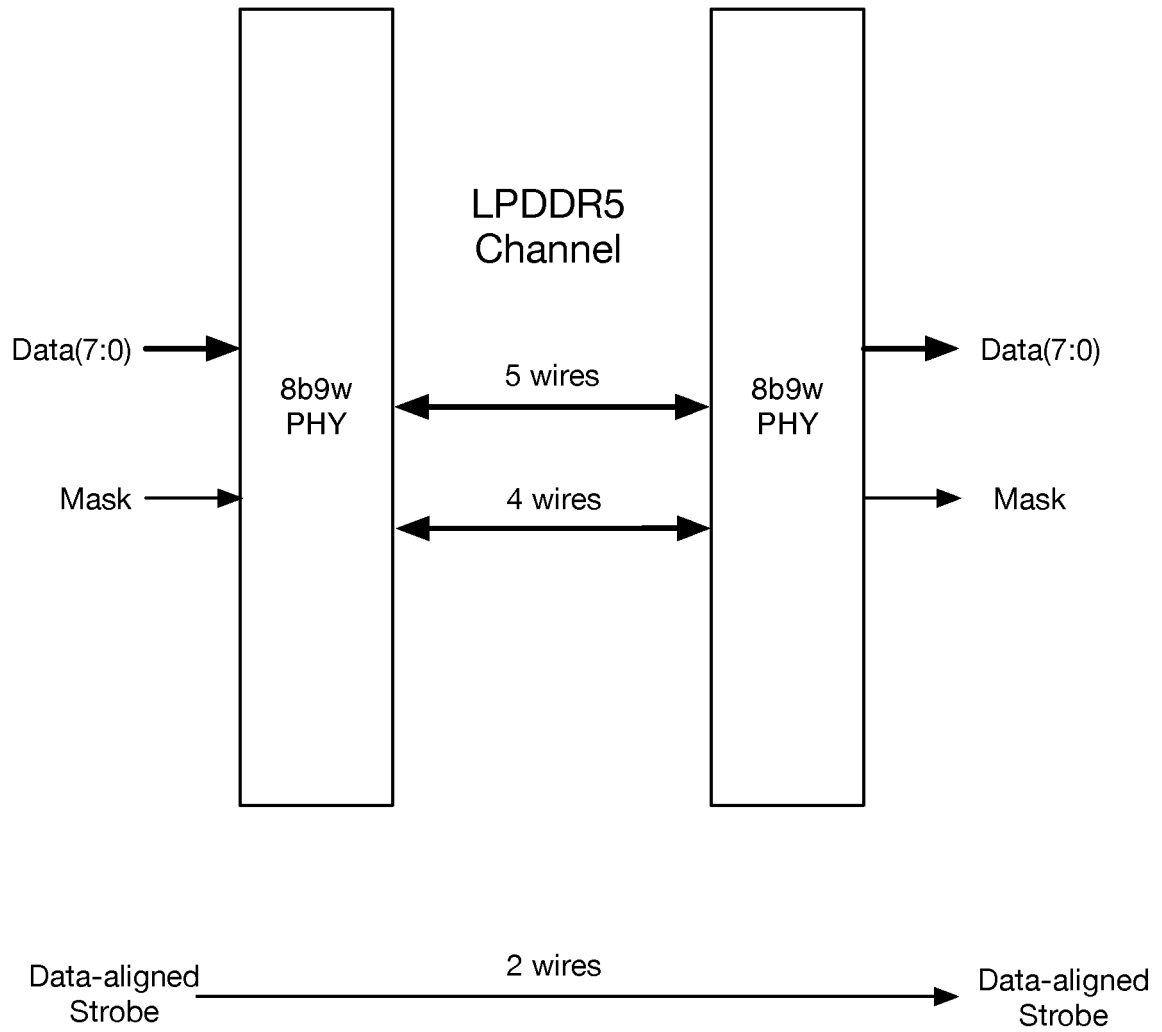 LPDDR5
Channel
Data(7:0)
5 wires
Data(7:0)
8b9w
PHY
8b9w
PHY
Mask
4 wires
Mask
2 wires
Data-aligned
Strobe
Data-aligned
Strobe